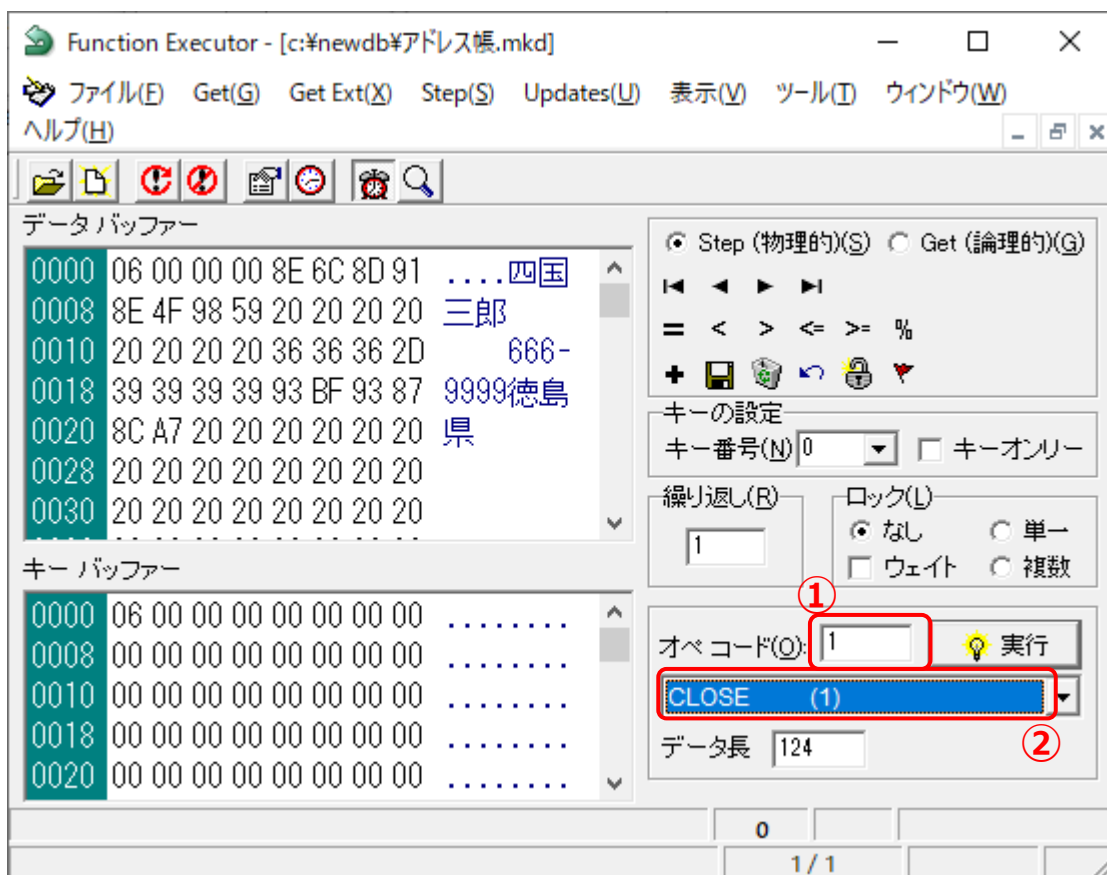 Function Executor - [c:¥newdb¥アドレス帳.mkd]
ファイル(F) Get(G) Get Ext(X) Step(S) Updates(U) 表示(V) ツール(T) ウィンドウ(W)
ヘルプ(H)
データ バッファー
0000 06 00 00 00 8E 6C 8D 91 ....四国
0008 8E 4F 98 59 20 20 20 20 三郎
0010 20 20 20 20 36 36 36 2D 666-
0018 39 39 39 39 93 BF 93 87 9999徳島
0020 8C A7 20 20 20 20 20 20 県
0028 20 20 20 20 20 20 20 20
0030 20 20 20 20 20 20 20 20
キー バッファー
0000 06 00 00 00 00 00 00 00 ........
0008 00 00 00 00 00 00 00 00 ........
0010 00 00 00 00 00 00 00 00 ........
0018 00 00 00 00 00 00 00 00 ........
0020 00 00 00 00 00 00 00 00 ........
Step (物理的)(S) Get (論理的)(G)
= < > <= >= %
キーの設定
キー番号(N) 0 キーオンリー
繰り返し(R)
1
ロック(L)
なし 単一
ウェイト 複数
①
オペ コード(O): 1 実行
CLOSE (1)
データ長 124 ②
0
1 / 1